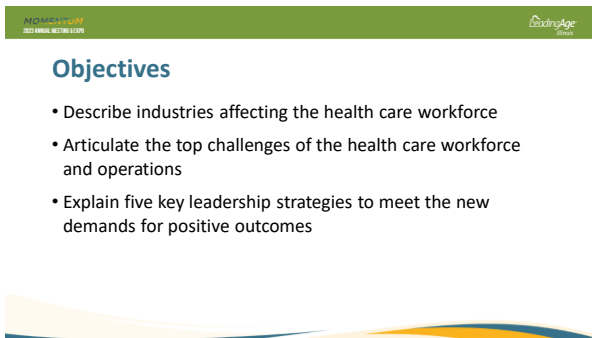 MOMENTUM
2023 ANNUAL MEETING & EXPO
LeadingAge
Illinois
Objectives
• Describe industries affecting the health care workforce
• Articulate the top challenges of the health care workforce
and operations
• Explain five key leadership strategies to meet the new
demands for positive outcomes